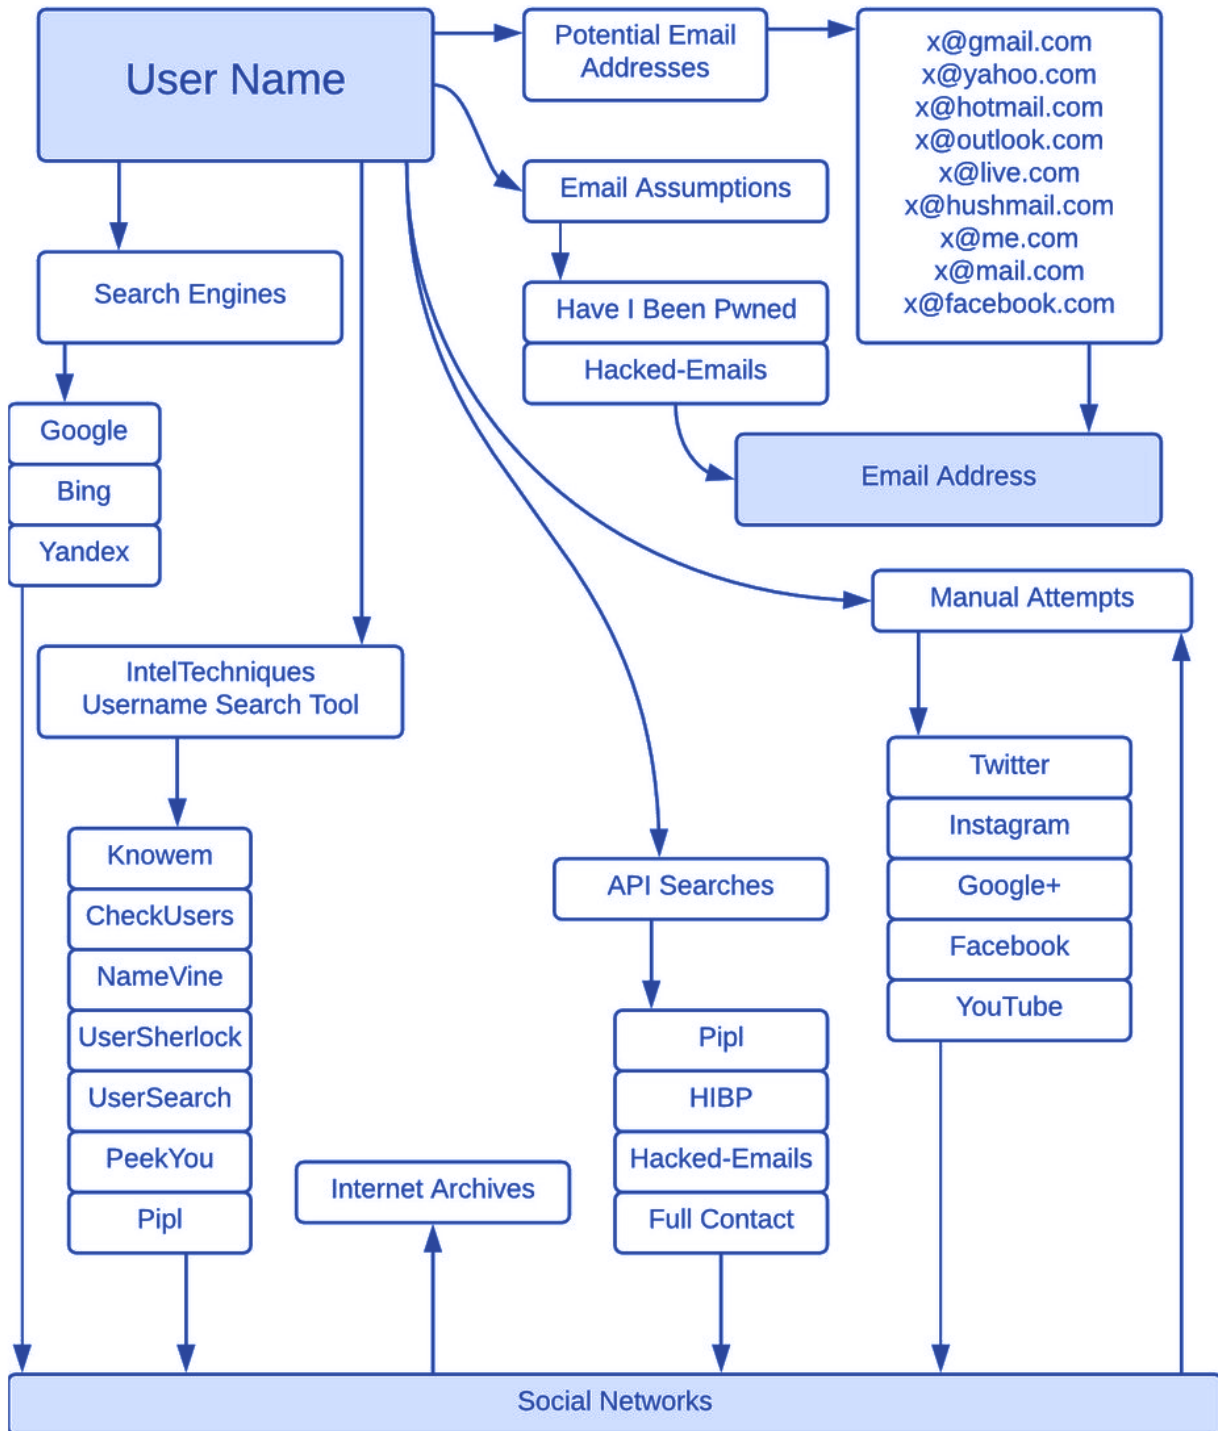 User Name
Potential Email
Addresses
x@gmail.com
x@yahoo.com
x@hotmail.com
x@outlook.com
x@live.com
x@hushmail.com
x@me.com
x@mail.com
x@facebook.com
Email Assumptions
Have I Been Pwned
Hacked-Emails
Email Address
Search Engines
Google
Bing
Yandex
IntelTechniques
Username Search Tool
Knowem
CheckUsers
NameVine
UserSherlock
UserSearch
PeekYou
Pipl
Internet Archives
API Searches
Pipl
HIBP
Hacked-Emails
Full Contact
Manual Attempts
Twitter
Instagram
Google+
Facebook
YouTube
Social Networks